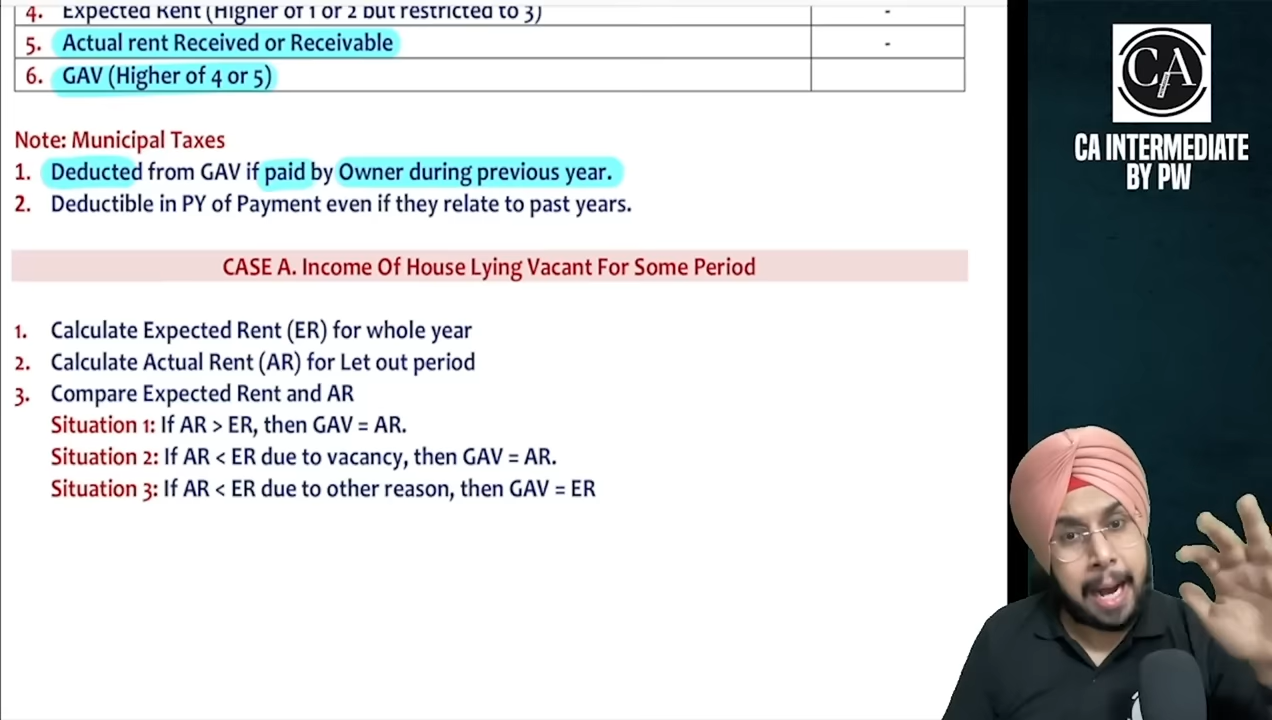 4. Expected Rent (Higher of 1 or 2 but restricted to 3) -
5. Actual rent Received or Receivable -
6. GAV (Higher of 4 or 5)
Note: Municipal Taxes
1. Deducted from GAV if paid by Owner during previous year.
2. Deductible in PY of Payment even if they relate to past years.
CASE A. Income Of House Lying Vacant For Some Period
1. Calculate Expected Rent (ER) for whole year
2. Calculate Actual Rent (AR) for Let out period
3. Compare Expected Rent and AR
Situation 1: If AR > ER, then GAV = AR.
Situation 2: If AR < ER due to vacancy, then GAV = AR.
Situation 3: If AR < ER due to other reason, then GAV = ER
CA
CA INTERMEDIATE
BY PW